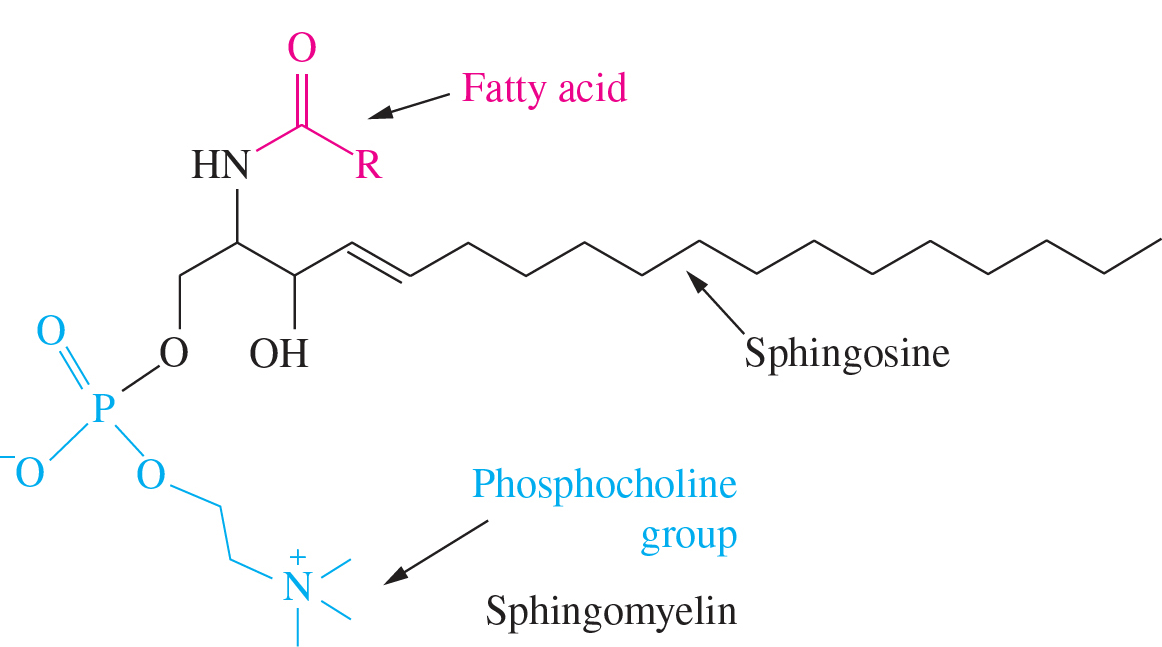 O
Fatty acid
HN
R
O
O
OH
Sphingosine
P
⁻O
O
Phosphocholine
group
+
N
Sphingomyelin